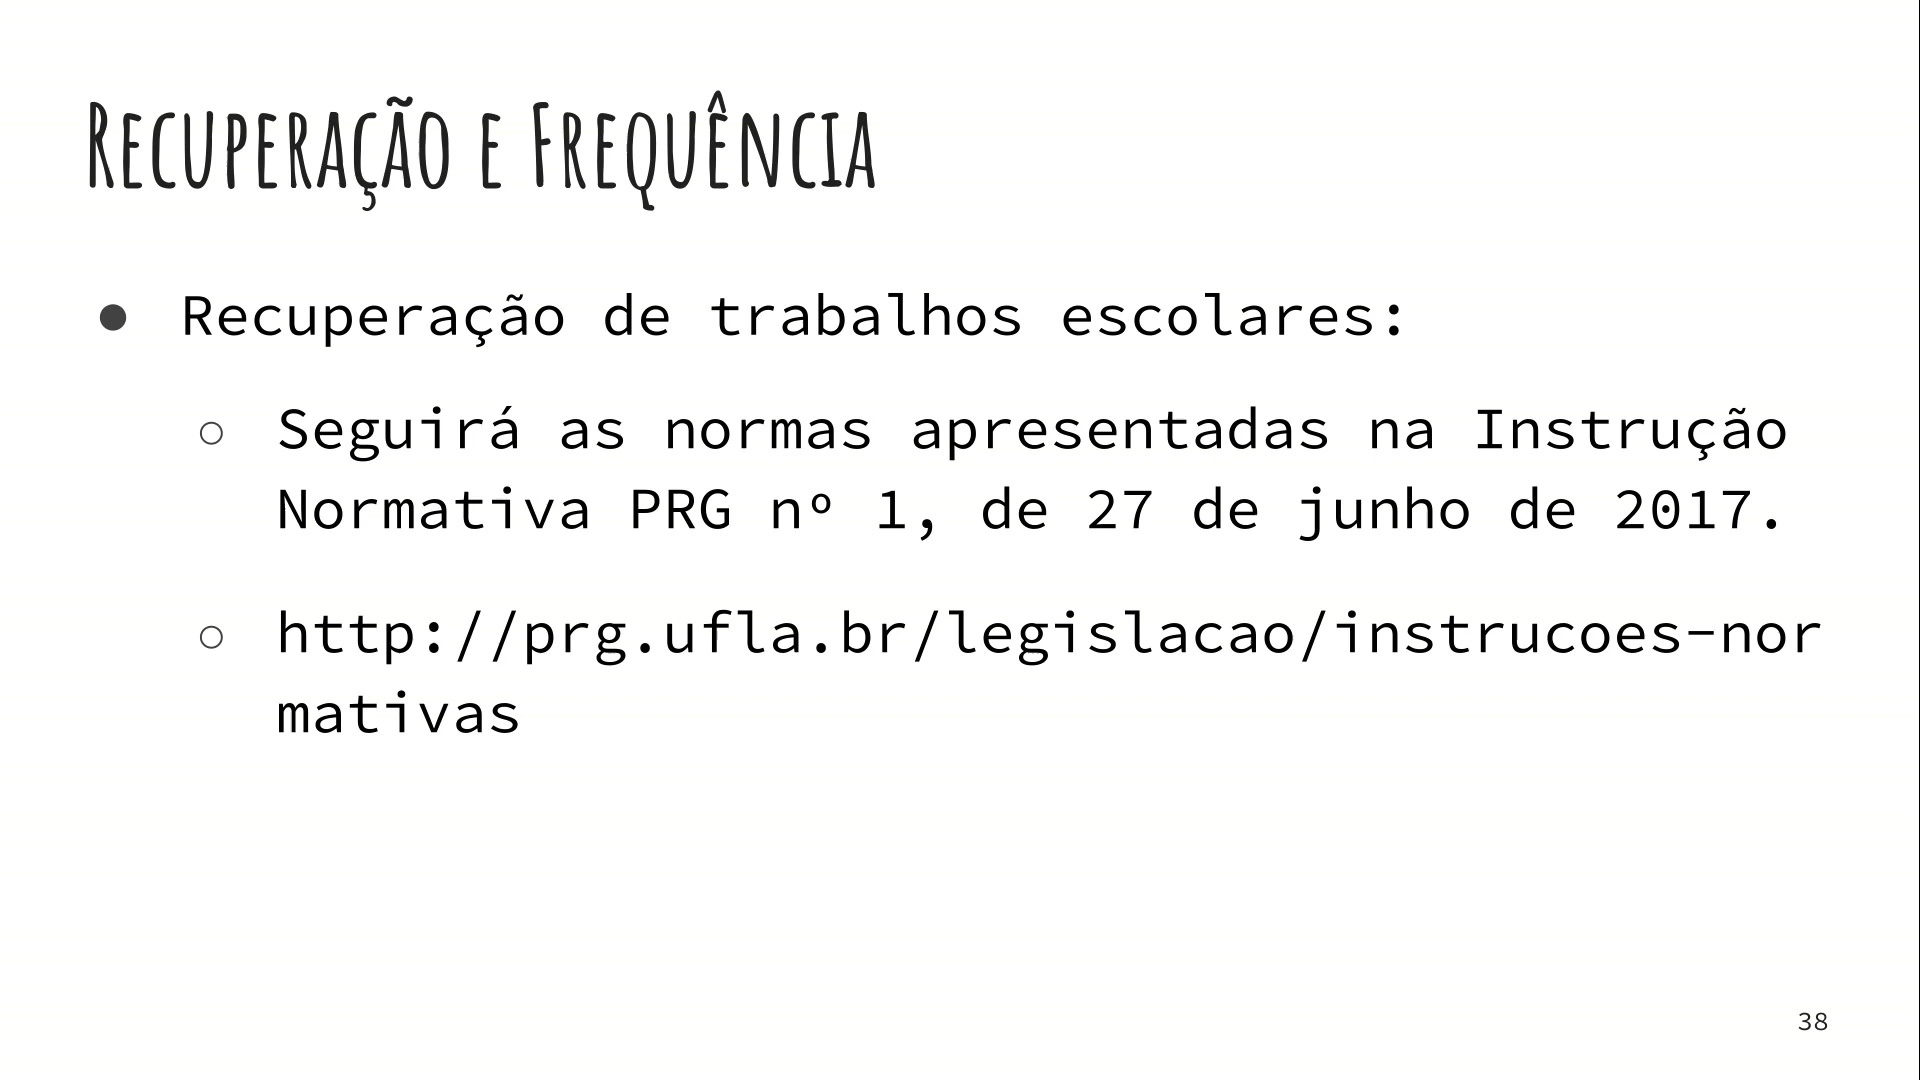 Recuperação e Frequência
● Recuperação de trabalhos escolares:
○ Seguirá as normas apresentadas na Instrução
Normativa PRG nº 1, de 27 de junho de 2017.
○ http://prg.ufla.br/legislacao/instrucoes-nor
mativas
38